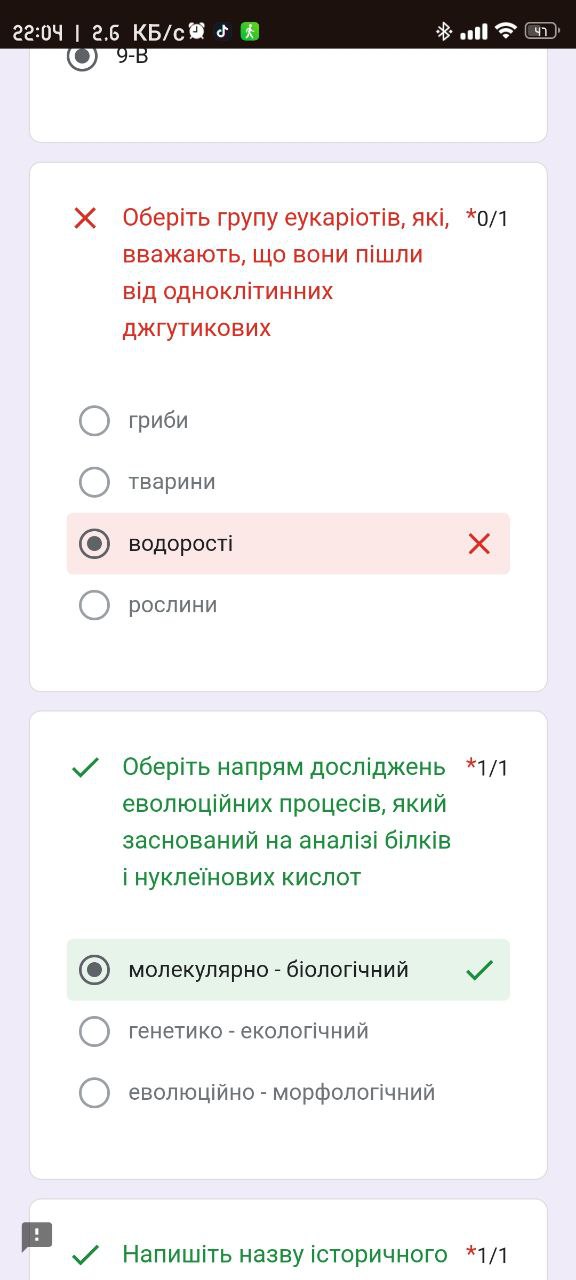 22:04 | 2.6 КБ/с
47
9-В
Оберіть групу еукаріотів, які, *0/1
вважають, що вони пішли
від одноклітинних
джгутикових
гриби
тварини
водорості
рослини
Оберіть напрям досліджень *1/1
еволюційних процесів, який
заснований на аналізі білків
і нуклеїнових кислот
молекулярно - біологічний
генетико - екологічний
еволюційно - морфологічний
Напишіть назву історичного *1/1